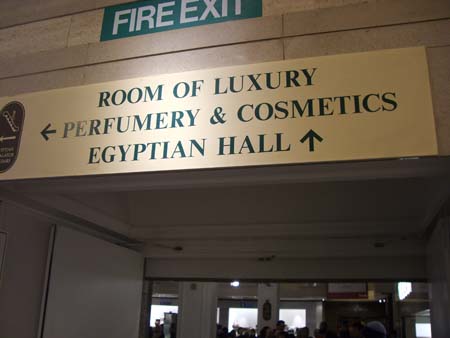 FIRE EXIT
ROOM OF LUXURY
← PERFUMERY & COSMETICS
EGYPTIAN HALL ↑